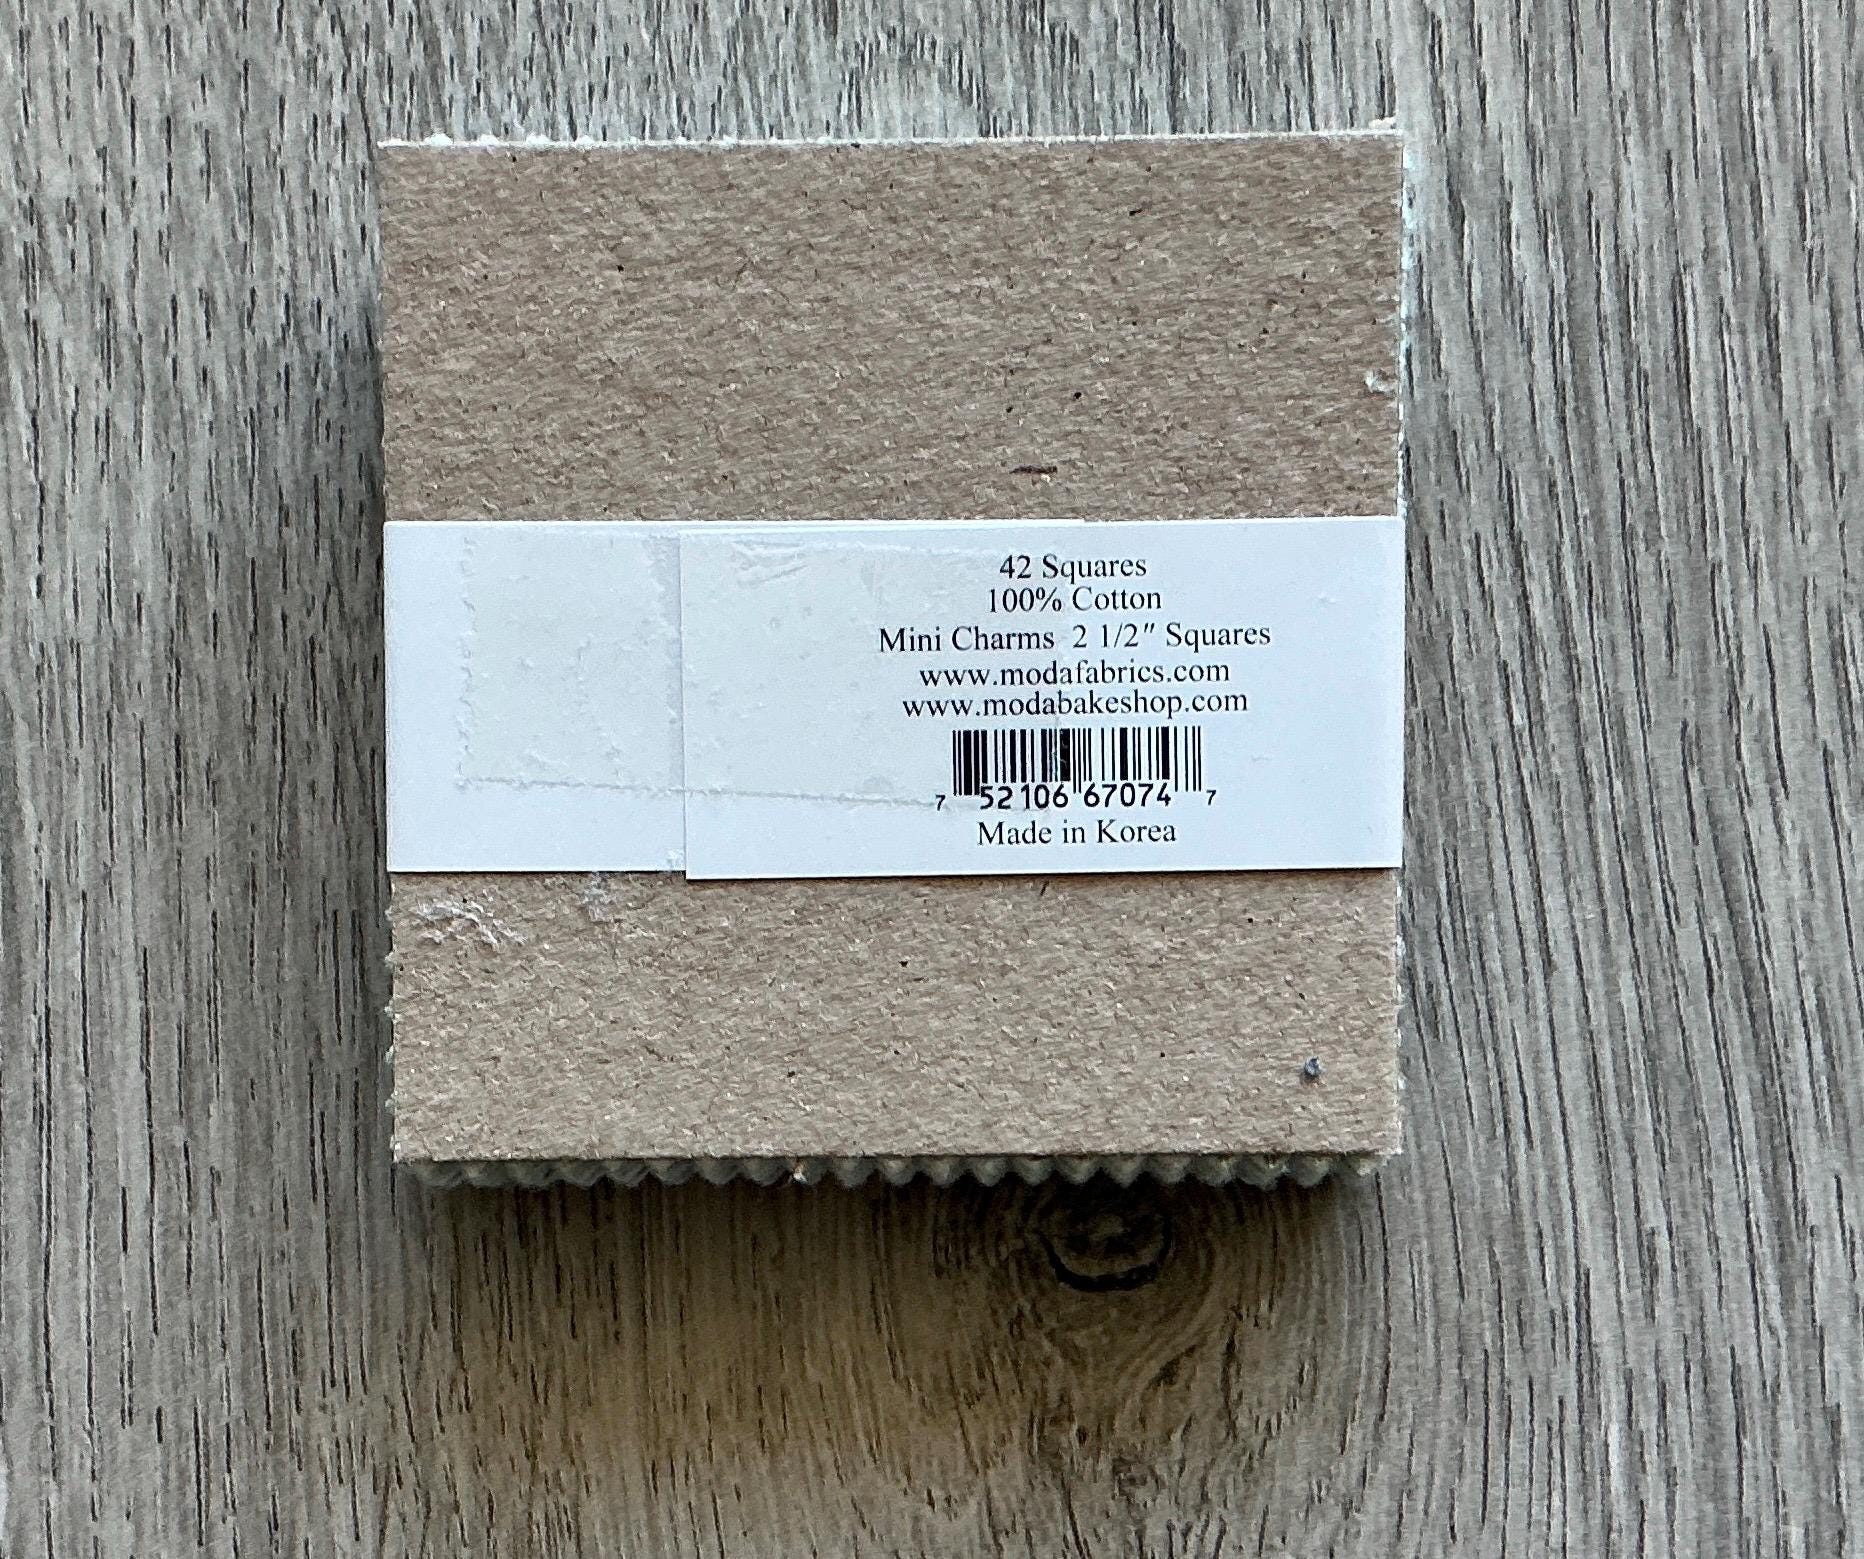 42 Squares
100% Cotton
Mini Charms 2 1/2" Squares
www.modafabrics.com
www.modabakeshop.com
7 52106 67074 7
Made in Korea